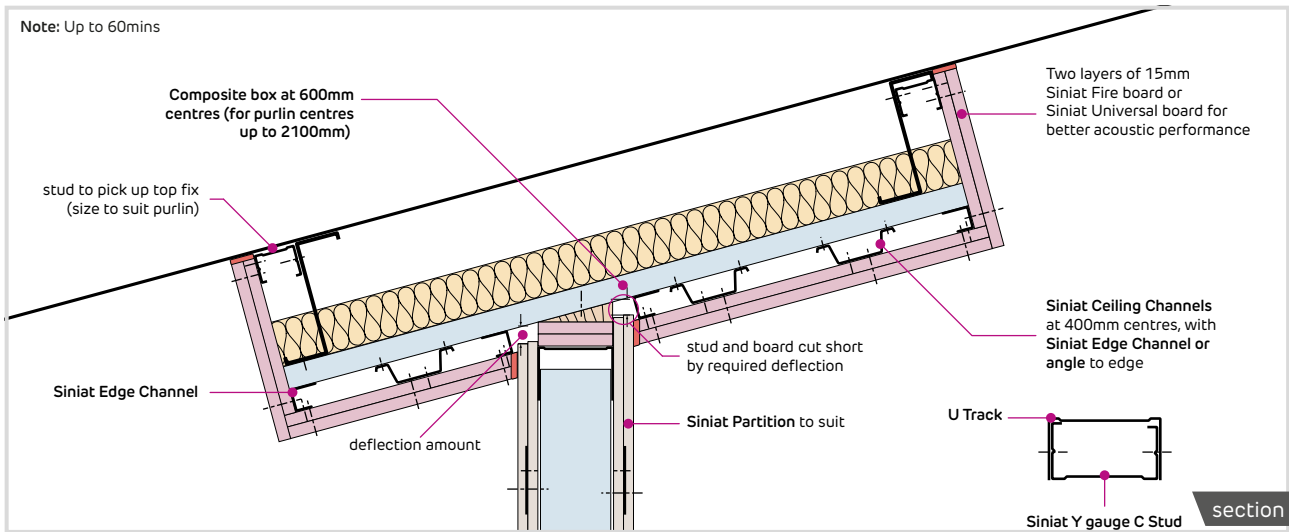 Note: Up to 60mins
Composite box at 600mm
centres (for purlin centres
up to 2100mm)
stud to pick up top fix
(size to suit purlin)
Two layers of 15mm
Siniat Fire board or
Siniat Universal board for
better acoustic performance
Siniat Ceiling Channels
at 400mm centres, with
Siniat Edge Channel or
angle to edge
stud and board cut short
by required deflection
Siniat Edge Channel
deflection amount
Siniat Partition to suit
U Track
Siniat Y gauge C Stud
section